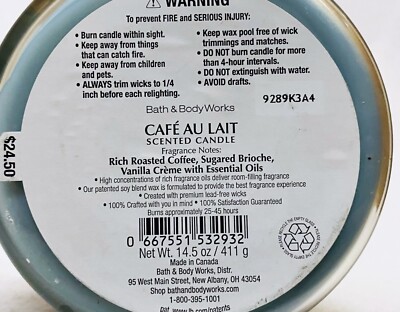 ⚠ WARNING
To prevent FIRE and SERIOUS INJURY:
• Burn candle within sight.
• Keep away from things
that can catch fire.
• Keep away from children
and pets.
• ALWAYS trim wicks to 1/4
inch before each relighting.
• Keep wax pool free of wick
trimmings and matches.
• DO NOT burn candle for more
than 4-hour intervals.
• DO NOT extinguish with water.
• AVOID drafts.
Bath & Body Works
9289K3A4
CAFÉ AU LAIT
SCENTED CANDLE
Fragrance Notes:
Rich Roasted Coffee, Sugared Brioche,
Vanilla Crème with Essential Oils
• High concentrations of rich fragrance oils deliver room-filling fragrance
• Our patented soy blend wax is formulated to provide the best fragrance experience
• Created with premium lead-free wicks
• 100% Crafted with you in mind • 100% Satisfaction Guaranteed
Burns approximately 25-45 hours
0 667551 532932
Net Wt. 14.5 oz / 411 g
Made in Canada
Bath & Body Works, Distr.
95 West Main Street, New Albany, OH 43054
Shop bathandbodyworks.com
1-800-395-1001
pat. www.lb.com/patents
$24.50